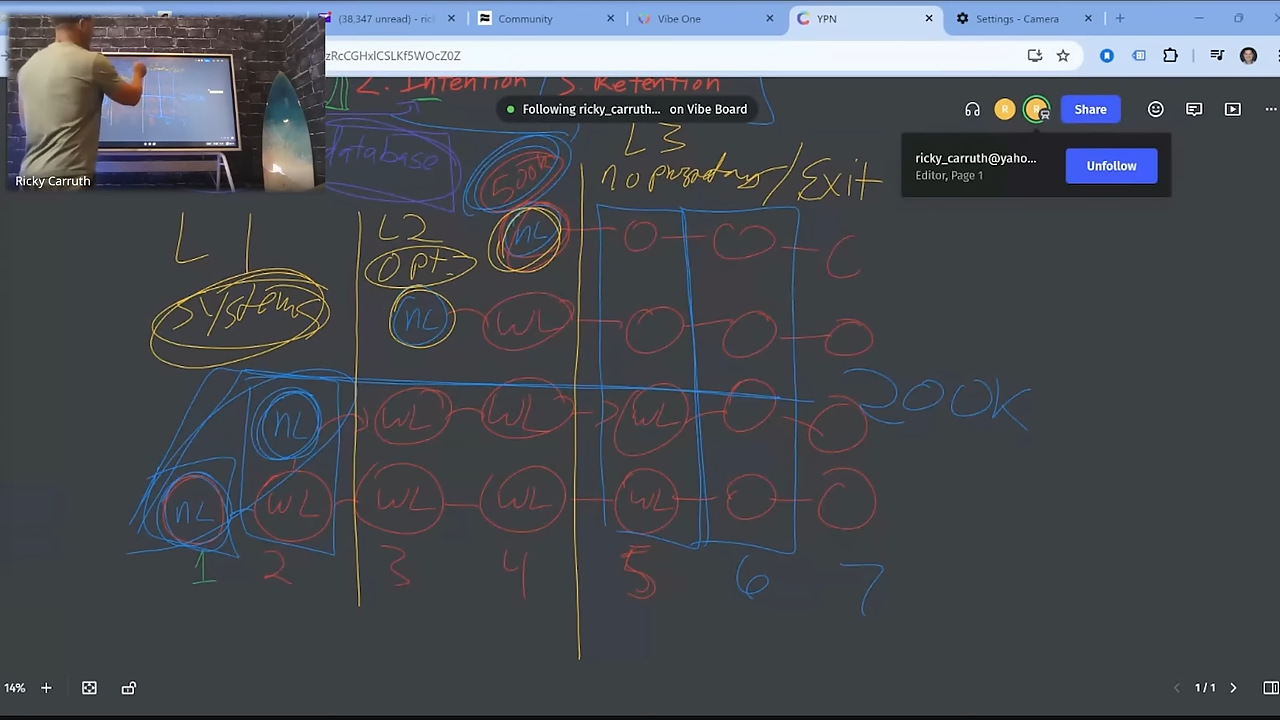 (38,347 unread) - ric
Community
Vibe One
YPN
Settings - Camera
zRcCGHxlCSLKf5WOcZ0Z
2. Intention / 3. Retention
Following ricky_carruth... on Vibe Board
Share
ricky_carruth@yaho...
Editor, Page 1
Unfollow
Ricky Carruth
database
500K
L3
/ Exit
L1
L2
opt
nL
systems
nL
WL
nL
WL
WL
WL
200K
nL
WL
WL
WL
WL
1
2
3
4
5
6
7
14%
1/1